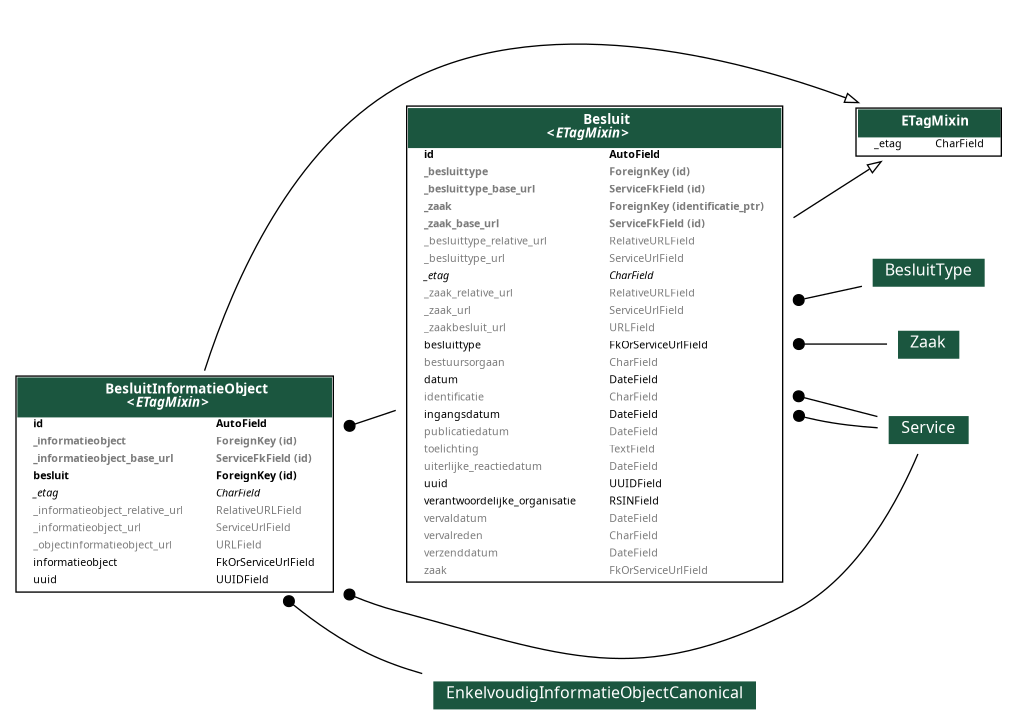 Besluit
<ETagMixin>
id AutoField
_besluittype ForeignKey (id)
_besluittype_base_url ServiceFkField (id)
_zaak ForeignKey (identificatie_ptr)
_zaak_base_url ServiceFkField (id)
_besluittype_relative_url RelativeURLField
_besluittype_url ServiceUrlField
_etag CharField
_zaak_relative_url RelativeURLField
_zaak_url ServiceUrlField
_zaakbesluit_url URLField
besluittype FkOrServiceUrlField
bestuursorgaan CharField
datum DateField
identificatie CharField
ingangsdatum DateField
publicatiedatum DateField
toelichting TextField
uiterlijke_reactiedatum DateField
uuid UUIDField
verantwoordelijke_organisatie RSINField
vervaldatum DateField
vervalreden CharField
verzenddatum DateField
zaak FkOrServiceUrlField
ETagMixin
_etag CharField
BesluitType
Zaak
Service
BesluitInformatieObject
<ETagMixin>
id AutoField
_informatieobject ForeignKey (id)
_informatieobject_base_url ServiceFkField (id)
besluit ForeignKey (id)
_etag CharField
_informatieobject_relative_url RelativeURLField
_informatieobject_url ServiceUrlField
_objectinformatieobject_url URLField
informatieobject FkOrServiceUrlField
uuid UUIDField
EnkelvoudigInformatieObjectCanonical